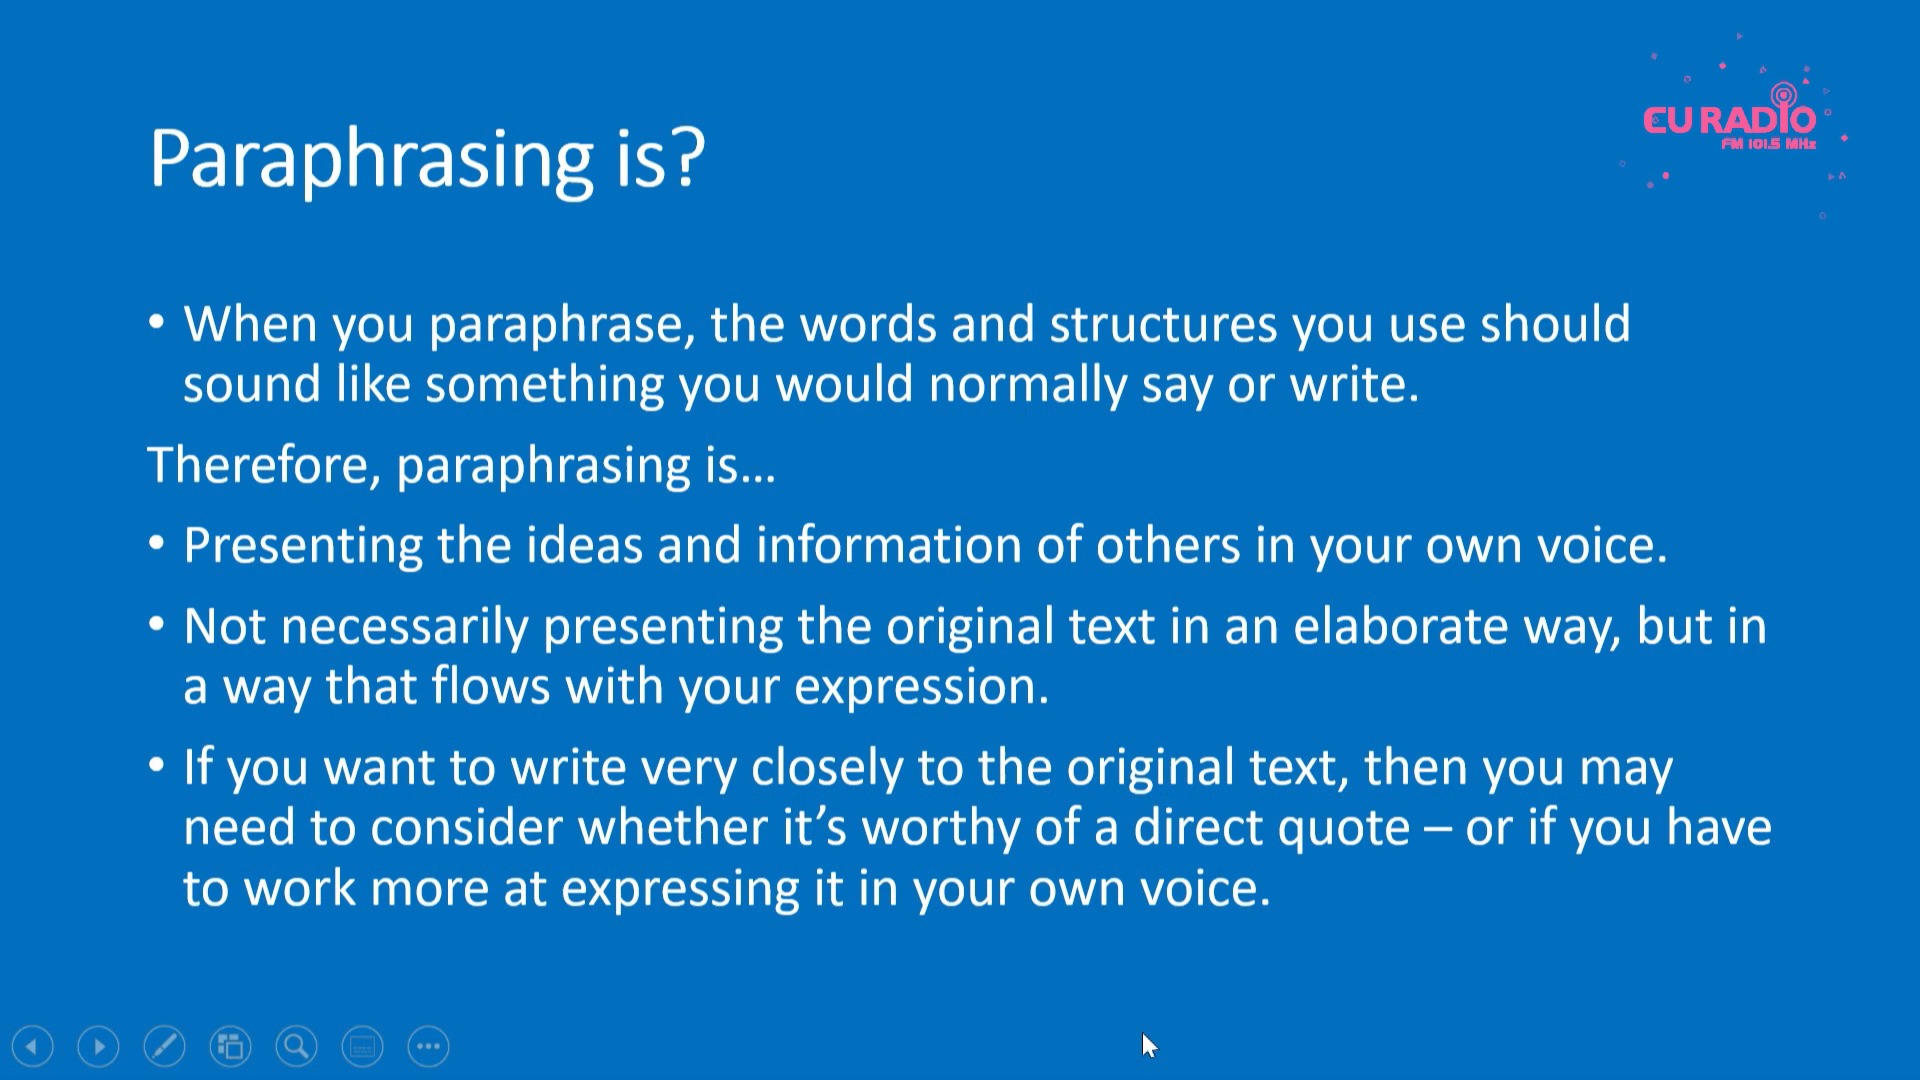 CU RADIO
FM 101.5 MHz
Paraphrasing is?
• When you paraphrase, the words and structures you use should
sound like something you would normally say or write.
Therefore, paraphrasing is...
• Presenting the ideas and information of others in your own voice.
• Not necessarily presenting the original text in an elaborate way, but in
a way that flows with your expression.
• If you want to write very closely to the original text, then you may
need to consider whether it’s worthy of a direct quote – or if you have
to work more at expressing it in your own voice.